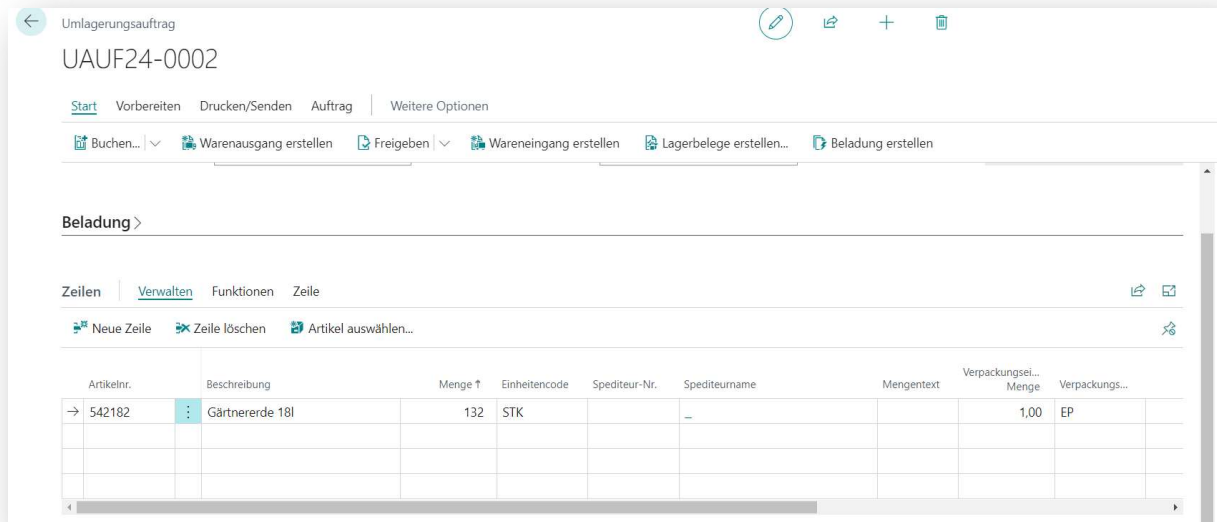 Umlagerungsauftrag
UAUF24-0002
Start Vorbereiten Drucken/Senden Auftrag Weitere Optionen
Buchen... Warenausgang erstellen Freigeben Wareneingang erstellen Lagerbelege erstellen... Beladung erstellen
Beladung
Zeilen Verwalten Funktionen Zeile
Neue Zeile Zeile löschen Artikel auswählen...
Artikelnr. Beschreibung Menge ↑ Einheitencode Spediteur-Nr. Spediteurname Mengentext Verpackungsei... Menge Verpackungs...
542182 Gärtnererde 18l 132 STK _ 1,00 EP